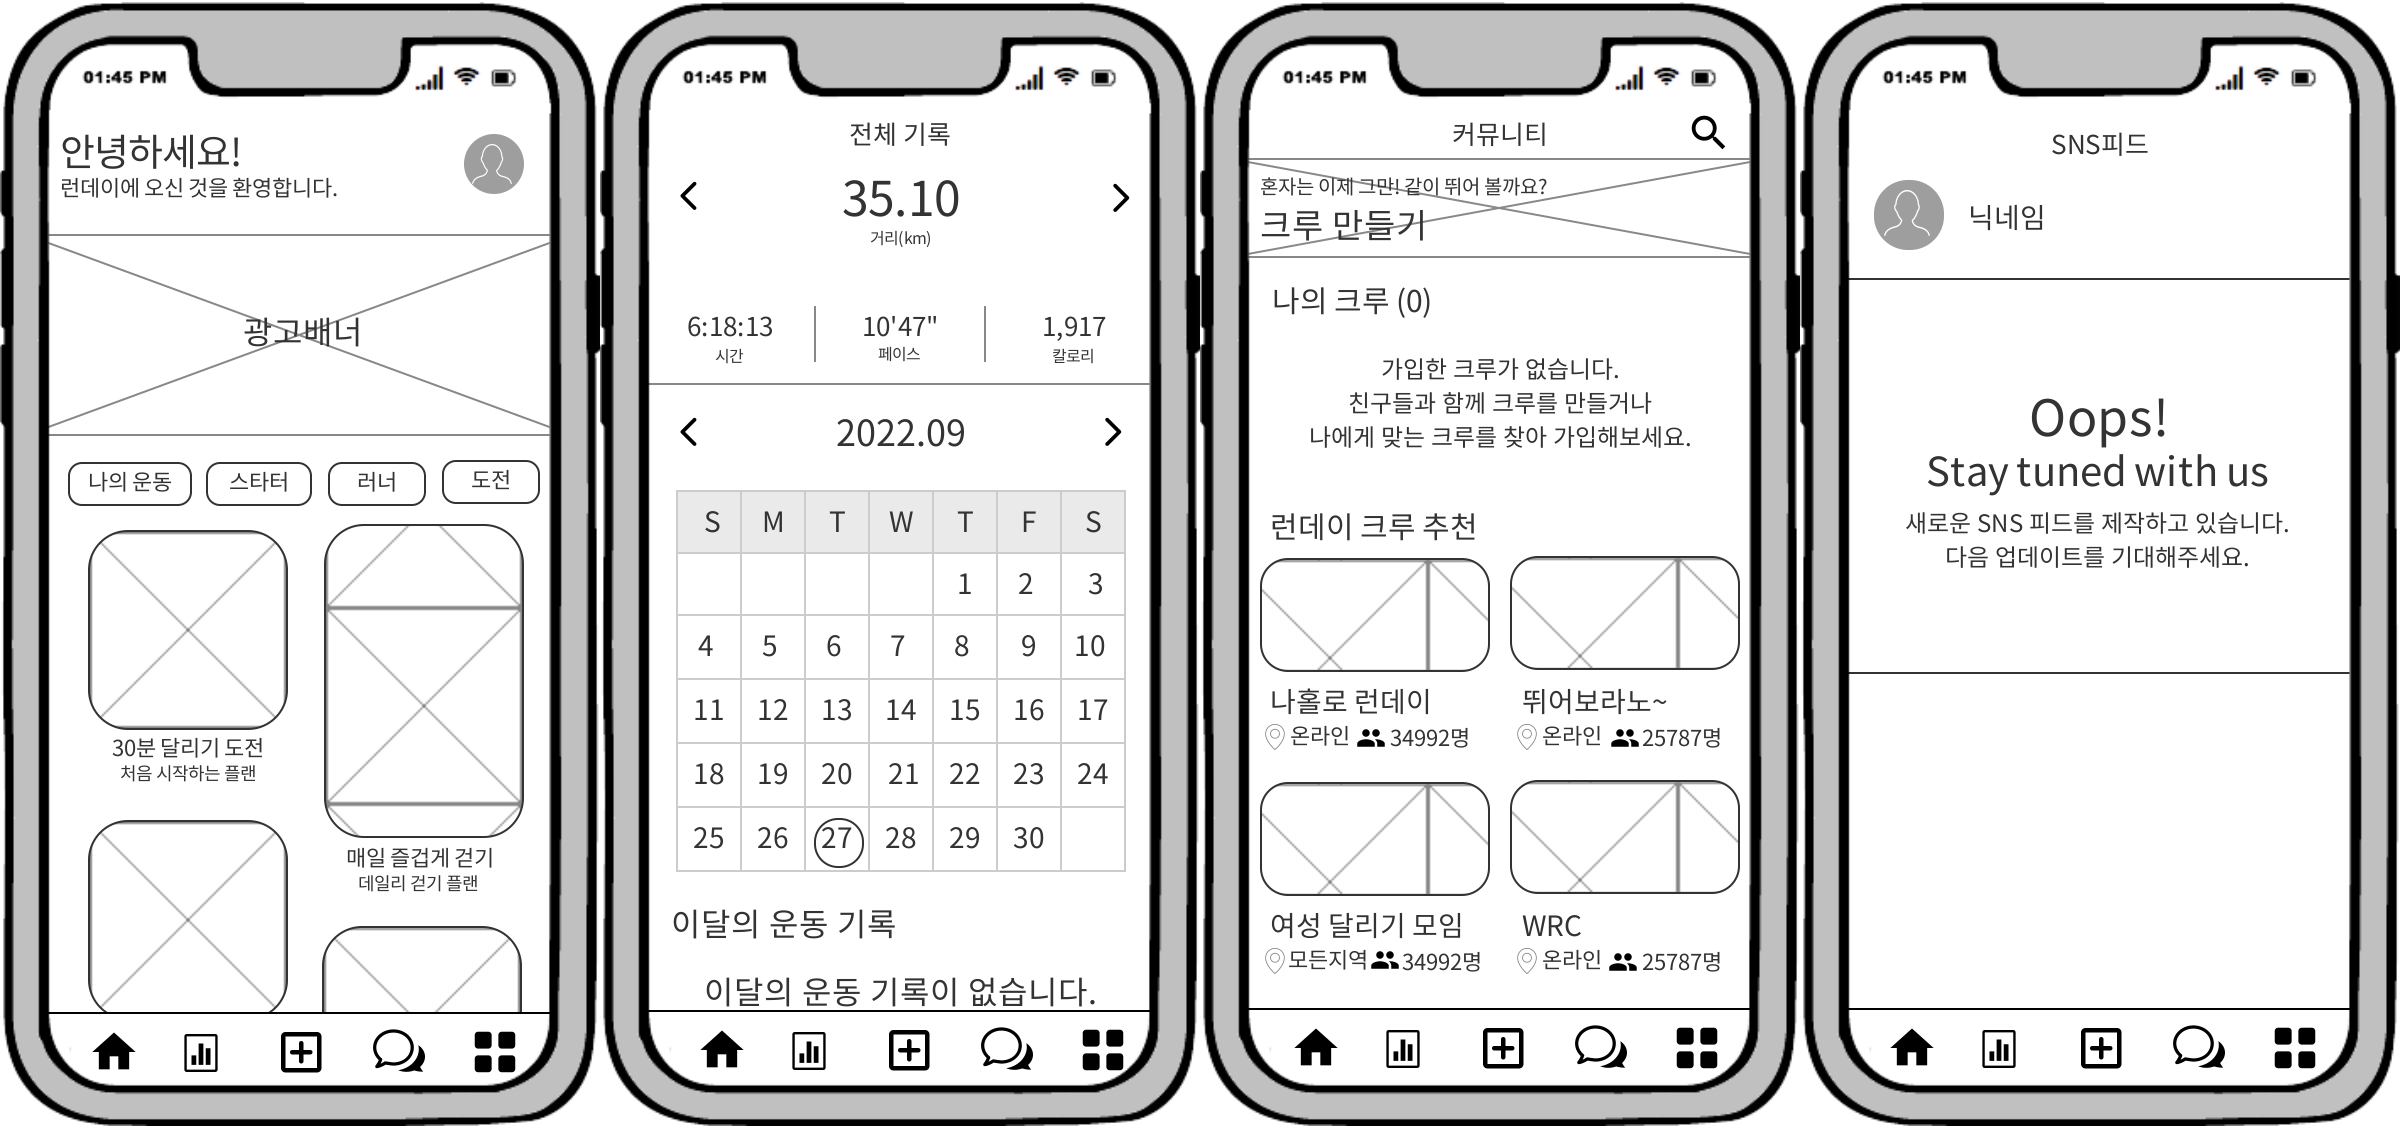 01:45 PM
안녕하세요!
런데이에 오신 것을 환영합니다.
광고배너
나의 운동 스타터 러너 도전
30분 달리기 도전
처음 시작하는 플랜
매일 즐겁게 걷기
데일리 걷기 플랜
01:45 PM
전체 기록
35.10
거리(km)
6:18:13 10'47" 1,917
시간 페이스 칼로리
2022.09
S M T W T F S
1 2 3
4 5 6 7 8 9 10
11 12 13 14 15 16 17
18 19 20 21 22 23 24
25 26 27 28 29 30
이달의 운동 기록
이달의 운동 기록이 없습니다.
01:45 PM
커뮤니티
혼자는 이제 그만! 같이 뛰어 볼까요?
크루 만들기
나의 크루 (0)
가입한 크루가 없습니다.
친구들과 함께 크루를 만들거나
나에게 맞는 크루를 찾아 가입해보세요.
런데이 크루 추천
나홀로 런데이 뛰어보라노~
온라인 34992명 온라인 25787명
여성 달리기 모임 WRC
모든지역 34992명 온라인 25787명
01:45 PM
SNS피드
닉네임
Oops!
Stay tuned with us
새로운 SNS 피드를 제작하고 있습니다.
다음 업데이트를 기대해주세요.